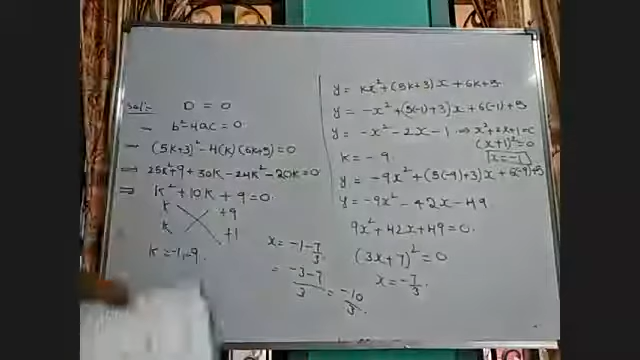 Sol:- D = 0
- b²-4ac = 0
⇒ (5k+3)² - 4(k)(6k+5) = 0
⇒ 25k²+9 + 30k - 24k² - 20k = 0
⇒ k² + 10k + 9 = 0
k +9
k +1
k = -1, -9.
x = -1 - 7/3
= -3-7/3 = -10/3.
y = kx² + (5k+3)x + 6k+5
y = -x² + (5(-1)+3)x + 6(-1)+5
y = -x² - 2x - 1 ⇒ x²+2x+1=0
(x+1)²=0
x=-1
k = -9.
y = -9x² + (5(-9)+3)x + 6(-9)+5
y = -9x² - 42x - 49.
9x² + 42x + 49 = 0.
(3x+7)² = 0
x = -7/3.